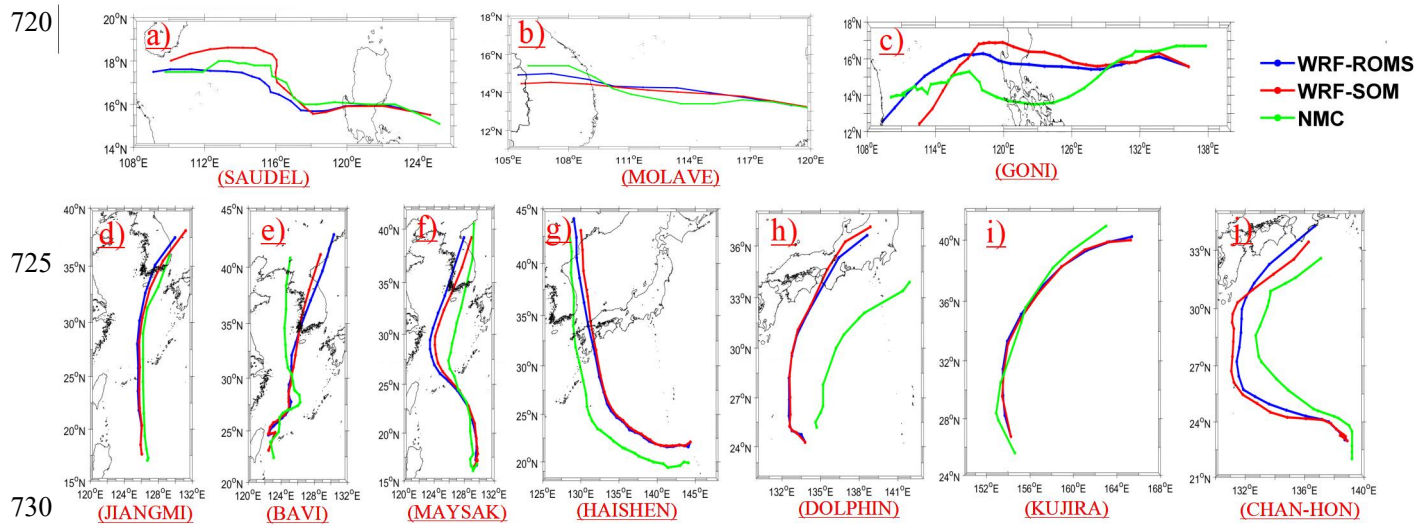 720
a)
20°N
18°N
16°N
14°N
108°E 112°E 116°E 120°E 124°E
(SAUDEL)
b)
18°N
15°N
13°N
11°N
105°E 108°E 111°E 114°E 117°E 120°E
(MOLAVE)
c)
18°N
16°N
14°N
12°N
108°E 114°E 120°E 126°E 132°E 138°E
(GONI)
WRF-ROMS
WRF-SOM
NMC
725
d)
40°N
35°N
30°N
25°N
20°N
15°N
120°E 124°E 128°E 132°E
(JIANGMI)
e)
45°N
40°N
35°N
30°N
25°N
20°N
120°E 124°E 128°E 132°E
(BAVI)
f)
40°N
35°N
30°N
25°N
20°N
120°E 124°E 128°E 132°E
(MAYSAK)
g)
45°N
40°N
35°N
30°N
25°N
20°N
125°E 130°E 135°E 140°E 145°E
(HAISHEN)
h)
36°N
33°N
30°N
27°N
24°N
132°E 135°E 138°E 141°E
(DOLPHIN)
i)
40°N
36°N
32°N
28°N
24°N
152°E 156°E 160°E 164°E 168°E
(KUJIRA)
j)
33°N
30°N
27°N
24°N
21°N
132°E 136°E 140°E
(CHAN-HON)
730